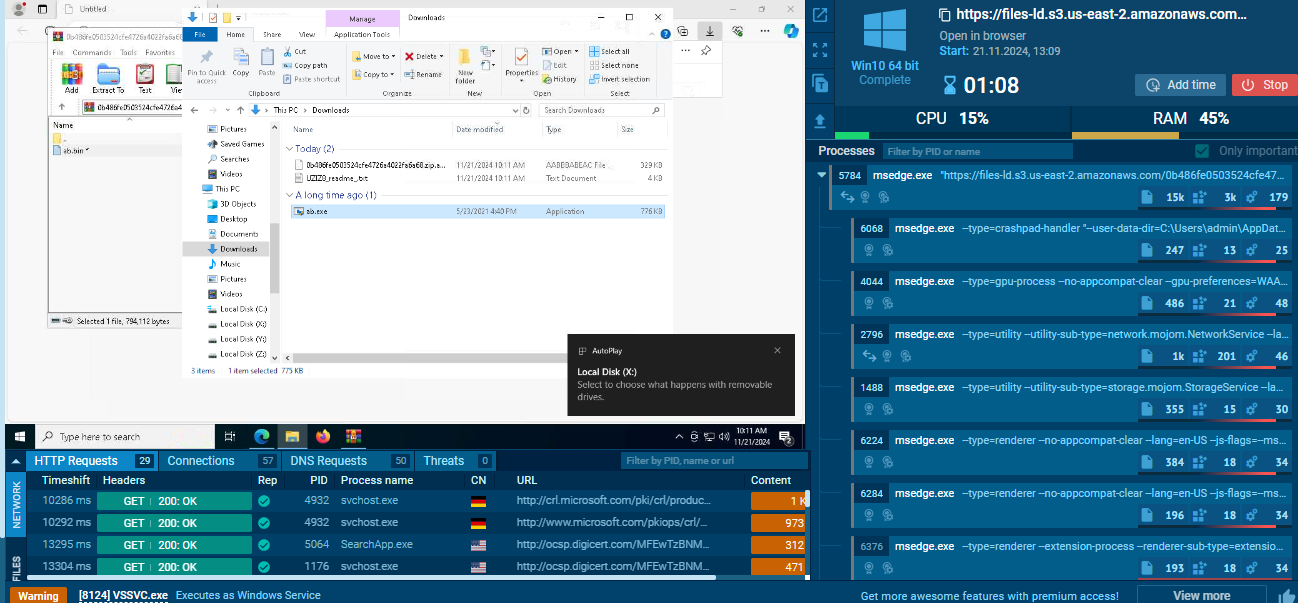 Untitled
0b486fe0503524cfe4726a
File Commands Tools Favorites
Add Extract To Test Vie
0b486fe0503524cfe4726a4
Name
..
ab.bin *
Selected 1 file, 794,112 bytes
Manage Downloads
File Home Share View Application Tools
Pin to Quick access Copy Paste
Cut
Copy path
Paste shortcut
Move to Copy to Delete Rename
New folder
Properties
Open
Edit
History
Select all
Select none
Invert selection
Clipboard Organize New Open Select
This PC > Downloads
Search Downloads
Pictures
Saved Games
Searches
Videos
This PC
3D Objects
Desktop
Documents
Downloads
Music
Pictures
Videos
Local Disk (C:)
Local Disk (X:)
Local Disk (Y:)
Local Disk (Z:)
Name Date modified Type Size
Today (2)
0b486fe0503524cfe4726a4022fa6a68.zip.a... 11/21/2024 10:11 AM AABEBABEAC File 329 KB
UZIZ8_readme_.txt 11/21/2024 10:11 AM Text Document 4 KB
A long time ago (1)
ab.exe 5/23/2021 4:40 PM Application 776 KB
3 items 1 item selected 775 KB
AutoPlay
Local Disk (X:)
Select to choose what happens with removable
drives.
Type here to search
10:11 AM
11/21/2024
2
HTTP Requests 29 Connections 57 DNS Requests 50 Threats 0 Filter by PID, name or url
NETWORK
FILES
Timeshift Headers Rep PID Process name CN URL Content
10286 ms GET 200: OK 4932 svchost.exe http://crl.microsoft.com/pki/crl/produc... 1 K
10292 ms GET 200: OK 4932 svchost.exe http://www.microsoft.com/pkiops/crl/... 973
13295 ms GET 200: OK 5064 SearchApp.exe http://ocsp.digicert.com/MFEwTzBNM... 312
13304 ms GET 200: OK 1176 svchost.exe http://ocsp.digicert.com/MFEwTzBNM... 471
Warning [8124] VSSVC.exe Executes as Windows Service
Win10 64 bit
Complete
https://files-ld.s3.us-east-2.amazonaws.com...
Open in browser
Start: 21.11.2024, 13:09
01:08 Add time Stop
CPU 15% RAM 45%
Processes Filter by PID or name Only important
5784 msedge.exe "https://files-ld.s3.us-east-2.amazonaws.com/0b486fe0503524cfe47...
15k 3k 179
6068 msedge.exe --type=crashpad-handler "--user-data-dir=C:\Users\admin\AppDat...
247 13 25
4044 msedge.exe --type=gpu-process --no-appcompat-clear --gpu-preferences=WAA...
486 21 48
2796 msedge.exe --type=utility --utility-sub-type=network.mojom.NetworkService --la...
1k 201 46
1488 msedge.exe --type=utility --utility-sub-type=storage.mojom.StorageService --la...
355 15 30
6224 msedge.exe --type=renderer --no-appcompat-clear --lang=en-US --js-flags=--ms...
384 18 34
6284 msedge.exe --type=renderer --no-appcompat-clear --lang=en-US --js-flags=--ms...
196 18 34
6376 msedge.exe --type=renderer --extension-process --renderer-sub-type=extensio...
193 18 34
Get more awesome features with premium access! View more